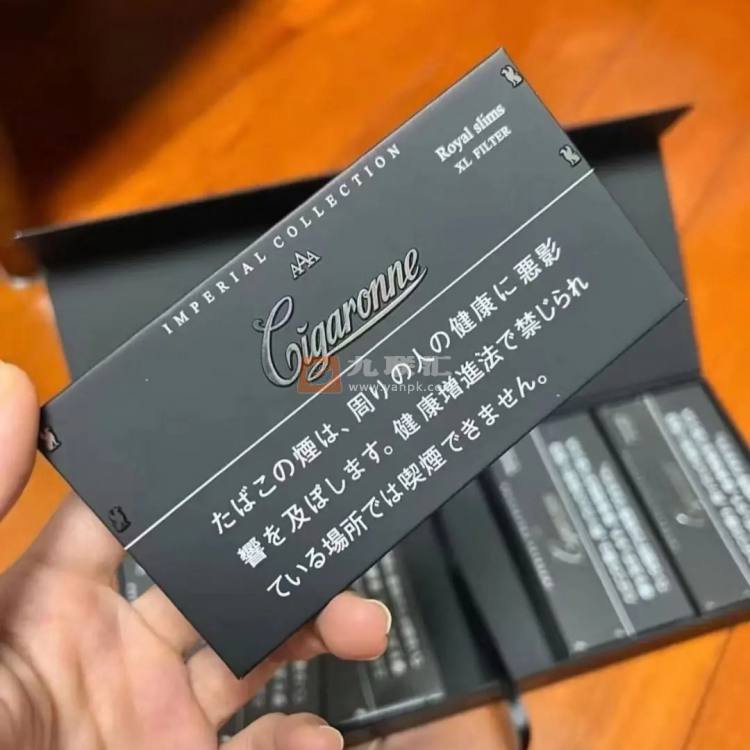 IMPERIAL COLLECTION
Royal slims
XL FILTER
AAA
Cigaronne
九联汇
www.yanpk.com
たばこの煙は、周りの人の健康に悪影
響を及ぼします。健康増進法で禁じられ
ている場所では喫煙できません。